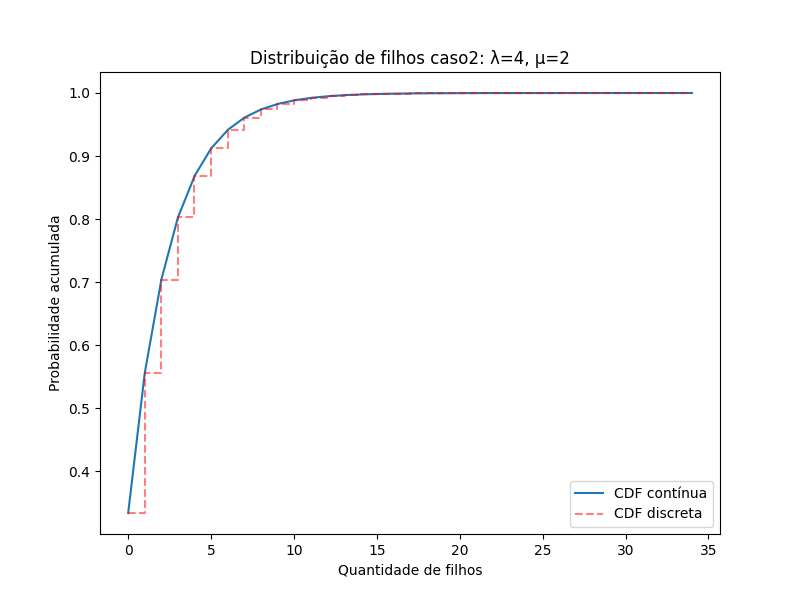 Distribuição de filhos caso2: λ=4, μ=2
Probabilidade acumulada
1.0
0.9
0.8
0.7
0.6
0.5
0.4
CDF contínua
CDF discreta
0 5 10 15 20 25 30 35
Quantidade de filhos